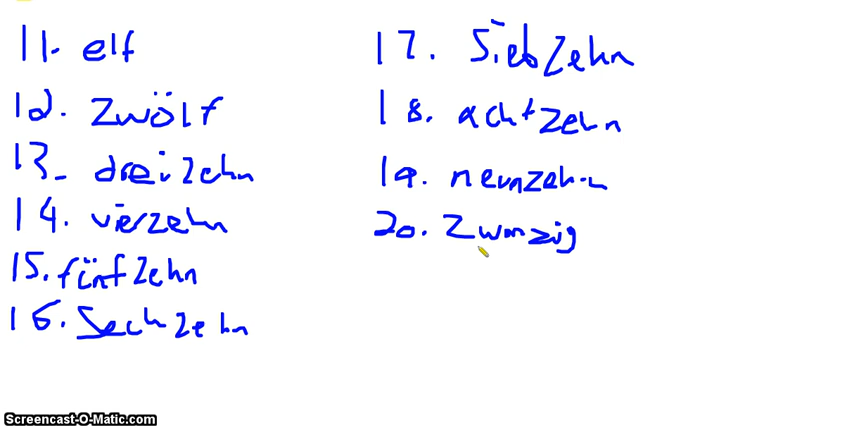 11. elf
12. zwölf
13. dreizehn
14. vierzehn
15. fünfzehn
16. Sechzehn
17. Siebzehn
18. achtzehn
19. neunzehn
20. Zwanzig
Screencast-O-Matic.com